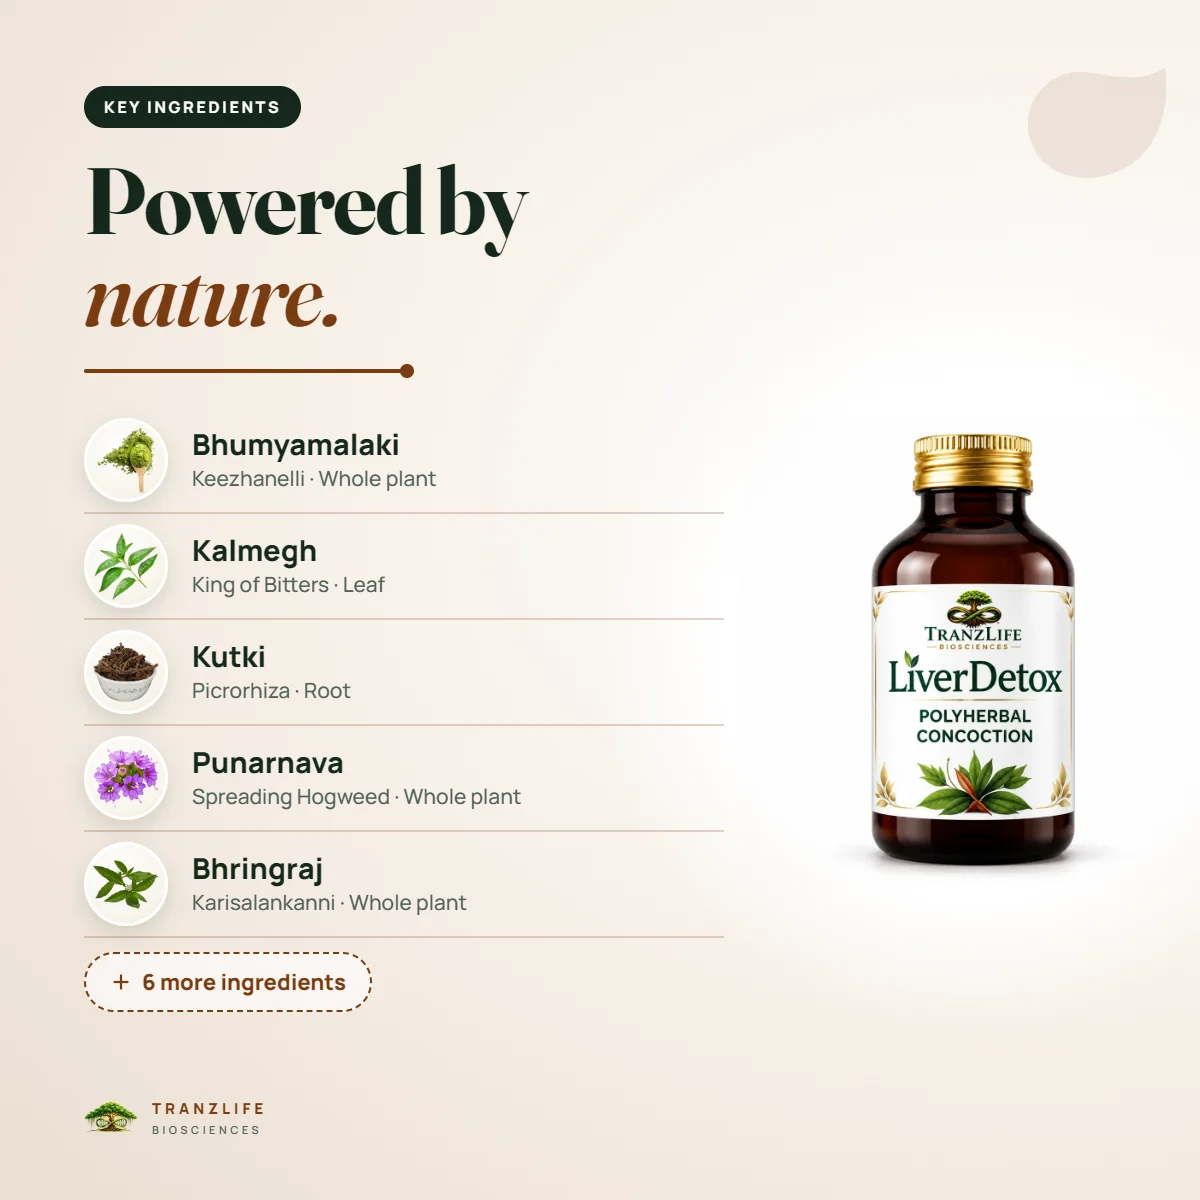 KEY INGREDIENTS
Powered by
nature.
Bhumyamalaki
Keezhanelli · Whole plant
Kalmegh
King of Bitters · Leaf
Kutki
Picrorhiza · Root
Punarnava
Spreading Hogweed · Whole plant
Bhringraj
Karisalankanni · Whole plant
+ 6 more ingredients
TRANZLIFE
BIOSCIENCES
LiverDetox
POLYHERBAL
CONCOCTION
TRANZLIFE
BIOSCIENCES